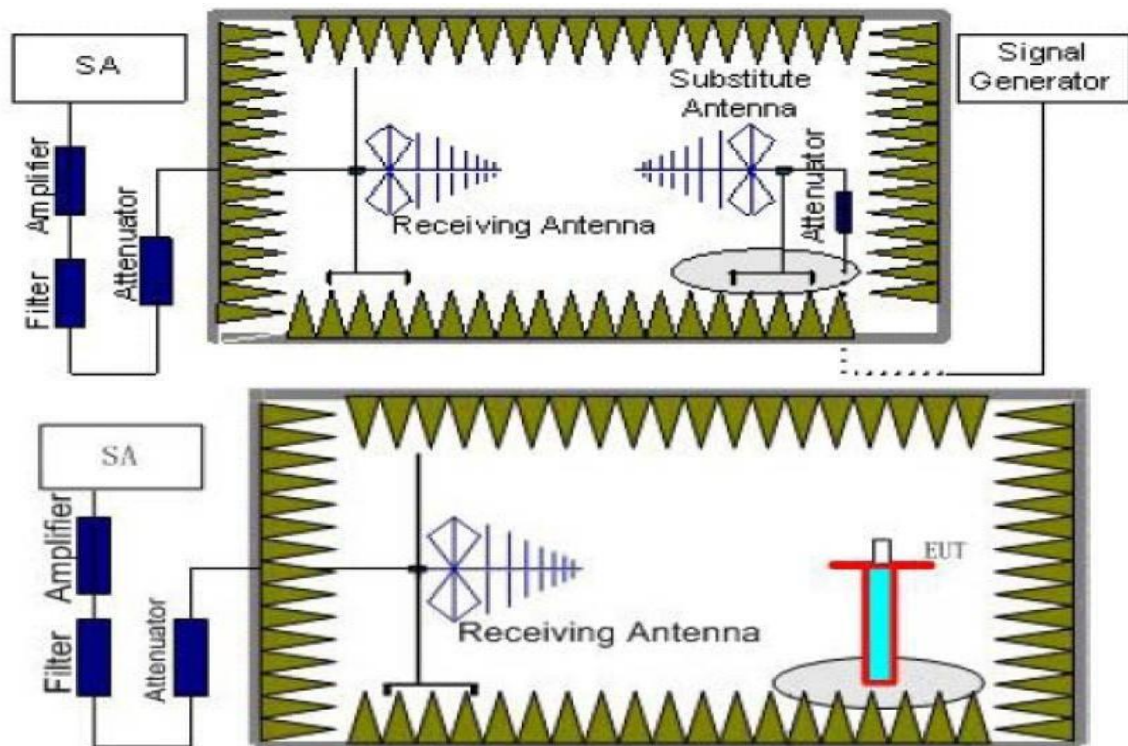 SA
Signal
Generator
Substitute
Antenna
Amplifier
Attenuator
Receiving Antenna
Filter
Attenuator
SA
Amplifier
EUT
Receiving Antenna
Filter
Attenuator